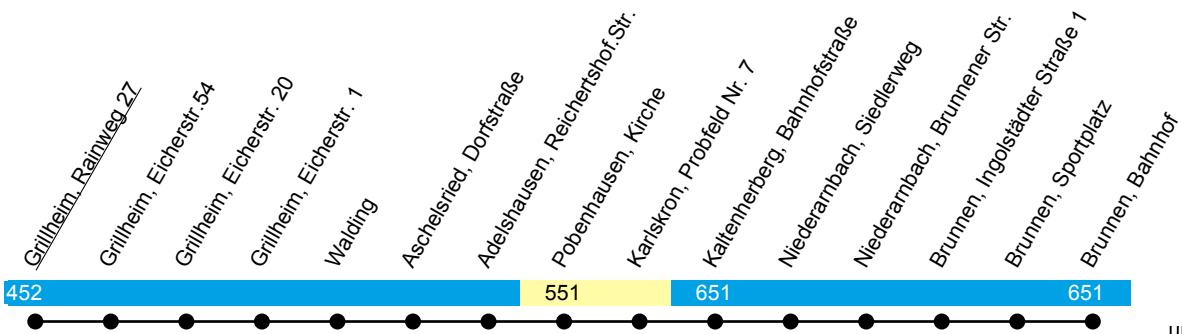 Grillheim, Rainweg 27
Grillheim, Eicherstr.54
Grillheim, Eicherstr. 20
Grillheim, Eicherstr. 1
Walding
Aschelsried, Dorfstraße
Adelshausen, Reichertshof.Str.
Pobenhausen, Kirche
Karlskron, Probfeld Nr. 7
Kaltenherberg, Bahnhofstraße
Niederarnbach, Siedlerweg
Niederarnbach, Brunnener Str.
Brunnen, Ingolstädter Straße 1
Brunnen, Sportplatz
Brunnen, Bahnhof
452 551 651 651